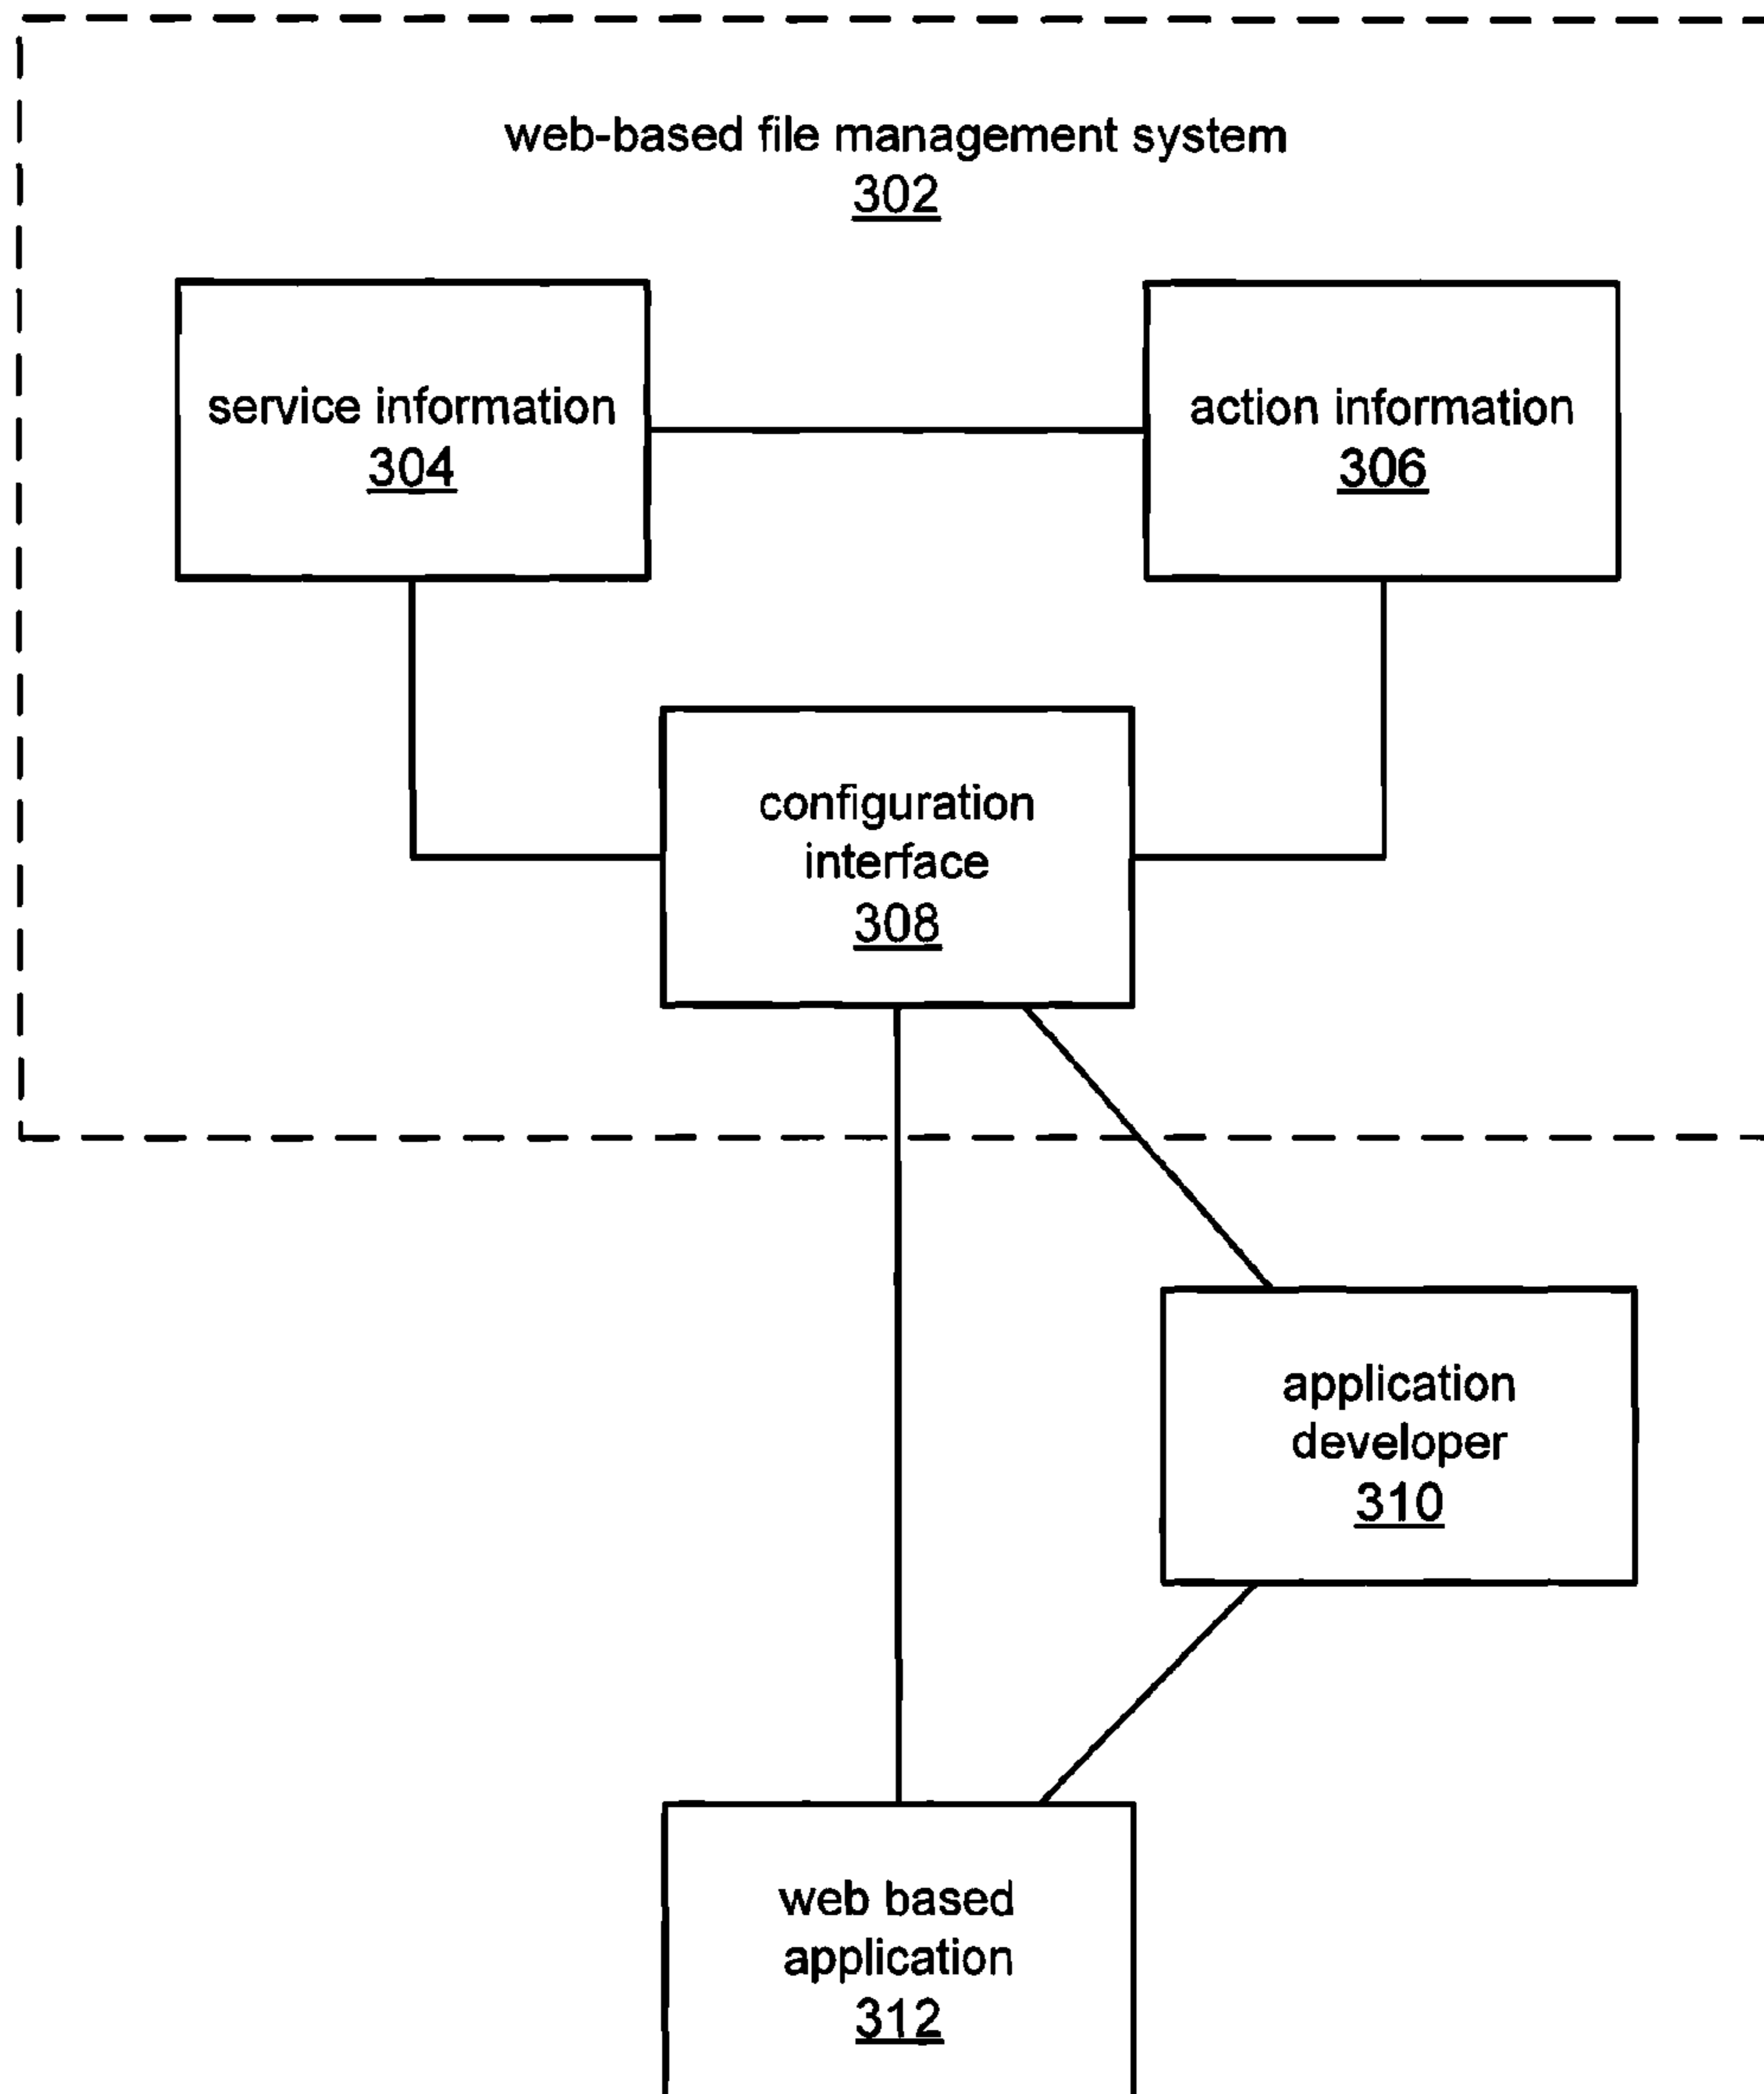 web-based file management system
302
service information
304
action information
306
configuration
interface
308
application
developer
310
web based
application
312